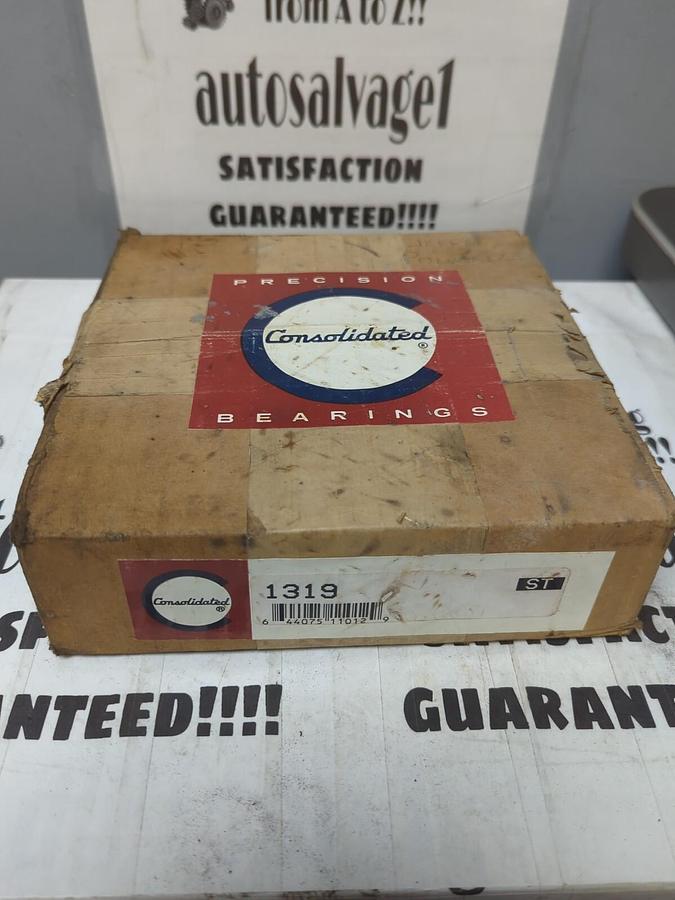 from A to Z!!
autosalvage1
SATISFACTION
GUARANTEED!!!!
PRECISION
Consolidated®
BEARINGS
Consolidated®
1319
ST
6 44075 11012 9
ANTEED!!!!
GUARANT